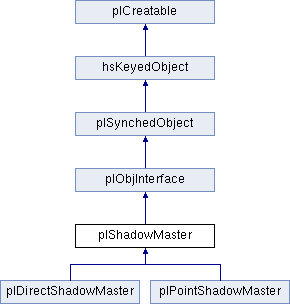 plCreatable
hsKeyedObject
plSynchedObject
plObjInterface
plShadowMaster
plDirectShadowMaster
plPointShadowMaster